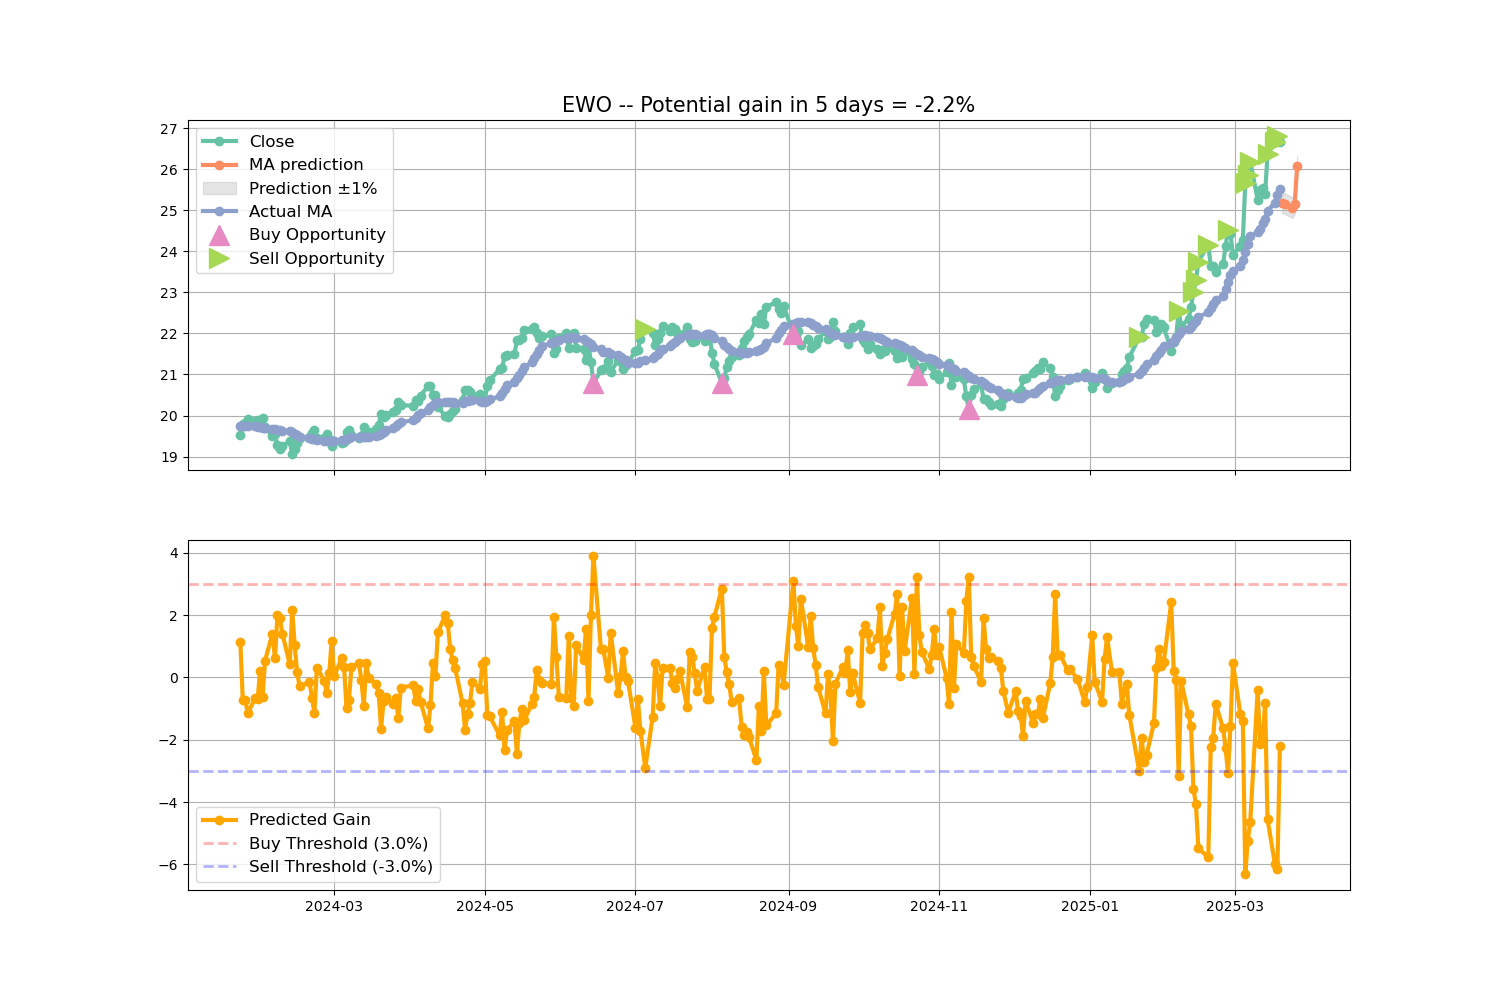 EWO -- Potential gain in 5 days = -2.2%
27
26
25
24
23
22
21
20
19
Close
MA prediction
Prediction ±1%
Actual MA
Buy Opportunity
Sell Opportunity
4
2
0
−2
−4
−6
Predicted Gain
Buy Threshold (3.0%)
Sell Threshold (-3.0%)
2024-03
2024-05
2024-07
2024-09
2024-11
2025-01
2025-03